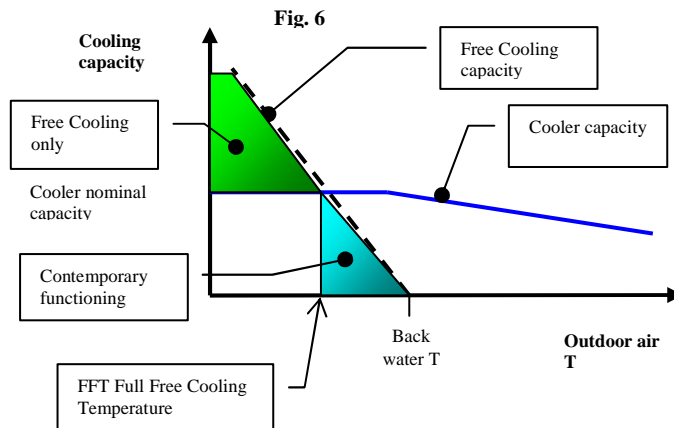 Fig. 6
Cooling
capacity
Free Cooling
capacity
Free Cooling
only
Cooler capacity
Cooler nominal
capacity
Contemporary
functioning
Back
water T
Outdoor air
T
FFT Full Free Cooling
Temperature